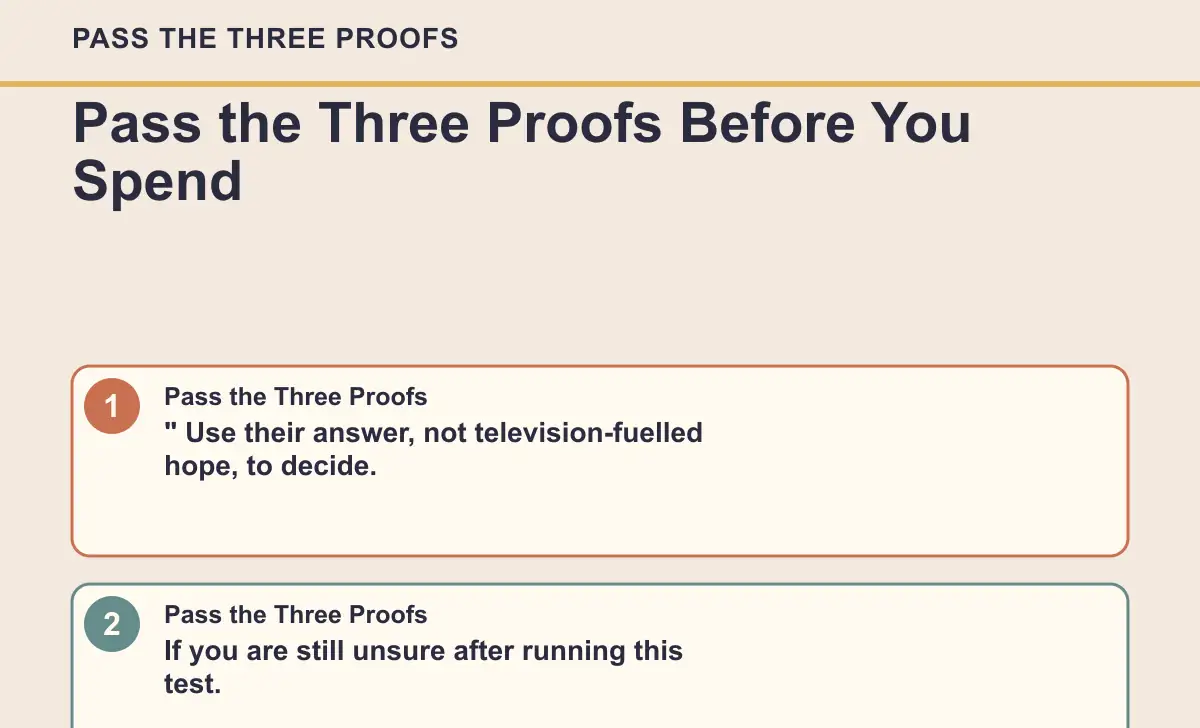 PASS THE THREE PROOFS
Pass the Three Proofs Before You
Spend
1
Pass the Three Proofs
" Use their answer, not television-fuelled
hope, to decide.
2
Pass the Three Proofs
If you are still unsure after running this
test.